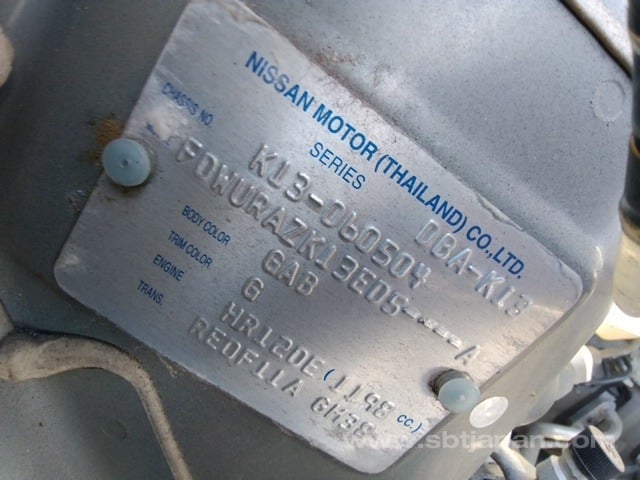 NISSAN MOTOR (THAILAND) CO.,LTD.
SERIES DBA-K13
CHASSIS NO. K13-060504
FDWURAZK13ED5-----A
BODY COLOR GAB
TRIM COLOR G
ENGINE HR12DE (1198 cc.)
TRANS. RE0F11A GH38
www.sbtjapan.com